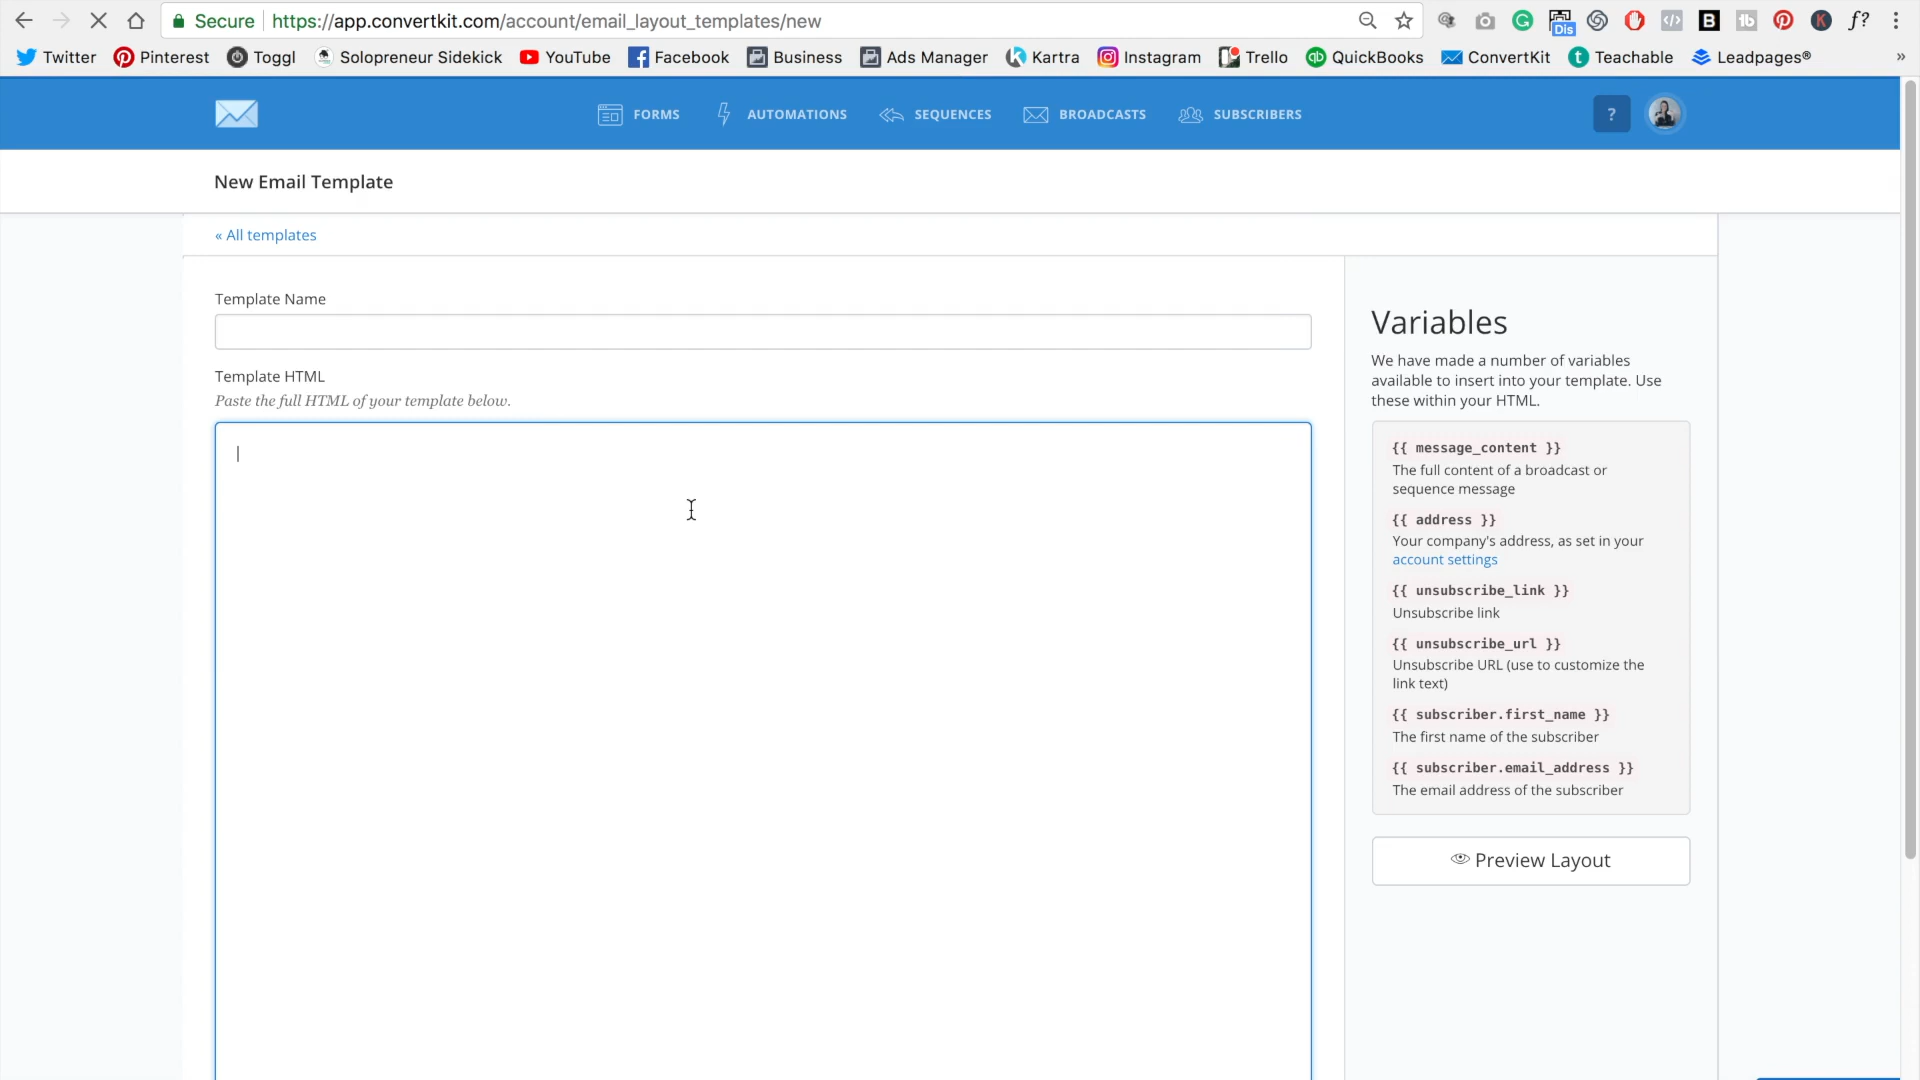 Secure https://app.convertkit.com/account/email_layout_templates/new
Dis
B
K
f?
Twitter Pinterest Toggl Solopreneur Sidekick YouTube Facebook Business Ads Manager Kartra Instagram Trello QuickBooks ConvertKit Teachable Leadpages® »
FORMS AUTOMATIONS SEQUENCES BROADCASTS SUBSCRIBERS ?
New Email Template
« All templates
Template Name
Template HTML
Paste the full HTML of your template below.
Variables
We have made a number of variables
available to insert into your template. Use
these within your HTML.
{{ message_content }}
The full content of a broadcast or
sequence message
{{ address }}
Your company's address, as set in your
account settings
{{ unsubscribe_link }}
Unsubscribe link
{{ unsubscribe_url }}
Unsubscribe URL (use to customize the
link text)
{{ subscriber.first_name }}
The first name of the subscriber
{{ subscriber.email_address }}
The email address of the subscriber
Preview Layout